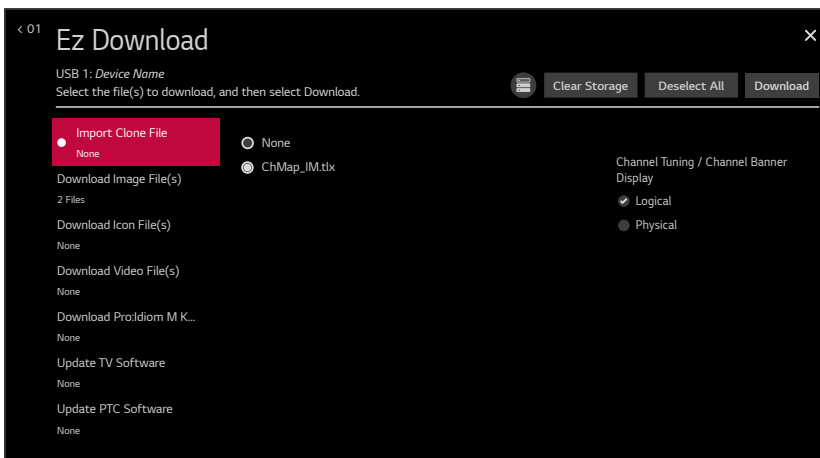 < 01
Ez Download
USB 1: Device Name
Select the file(s) to download, and then select Download.
Clear Storage
Deselect All
Download
Import Clone File
None
Download Image File(s)
2 Files
Download Icon File(s)
None
Download Video File(s)
None
Download Pro:Idiom M K...
None
Update TV Software
None
Update PTC Software
None
None
ChMap_IM.tlx
Channel Tuning / Channel Banner
Display
Logical
Physical